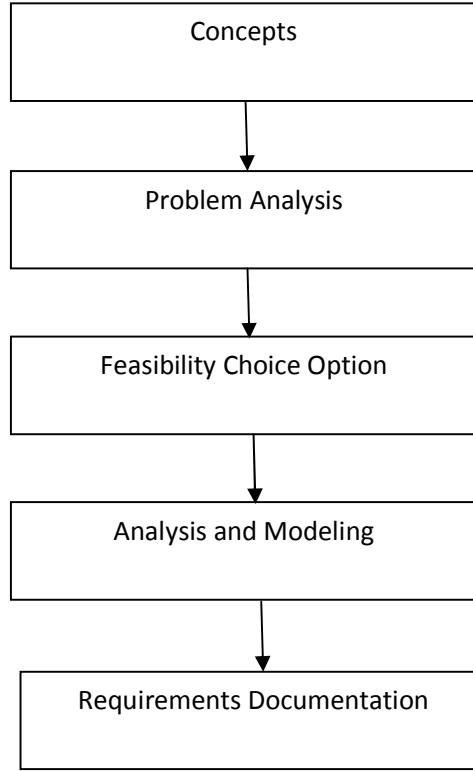 Concepts
Problem Analysis
Feasibility Choice Option
Analysis and Modeling
Requirements Documentation